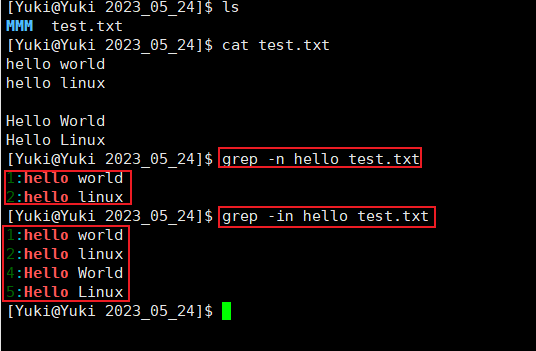 [Yuki@Yuki 2023_05_24]$ ls
MMM  test.txt
[Yuki@Yuki 2023_05_24]$ cat test.txt
hello world
hello linux

Hello World
Hello Linux
[Yuki@Yuki 2023_05_24]$ grep -n hello test.txt
1:hello world
2:hello linux
[Yuki@Yuki 2023_05_24]$ grep -in hello test.txt
1:hello world
2:hello linux
4:Hello World
5:Hello Linux
[Yuki@Yuki 2023_05_24]$